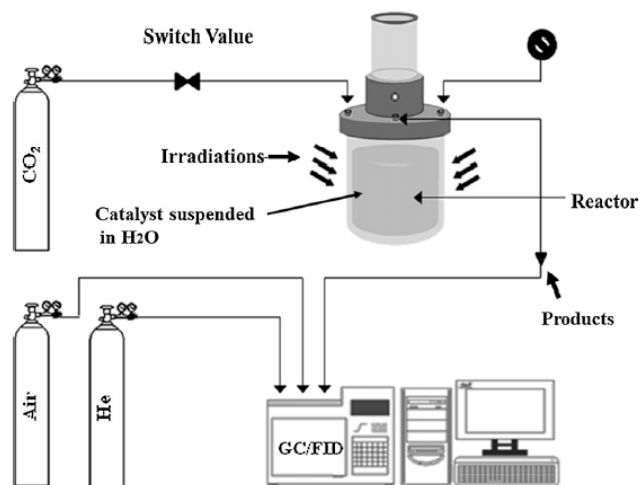 Switch Value
CO2
Irradiations
Catalyst suspended
in H2O
Reactor
Products
Air
He
GC/FID